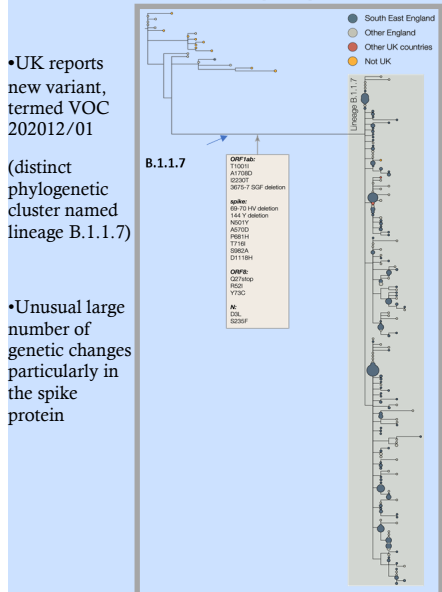 •UK reports
new variant,
termed VOC
202012/01
(distinct
phylogenetic
cluster named
lineage B.1.1.7)
•Unusual large
number of
genetic changes
particularly in
the spike
protein
South East England
Other England
Other UK countries
Not UK
Lineage B.1.1.7
B.1.1.7
ORF1ab:
T1001I
A1708D
I2230T
3675-7 SGF deletion
spike:
69-70 HV deletion
144 Y deletion
N501Y
A570D
P681H
T716I
S982A
D1118H
ORF8:
Q27stop
R52I
Y73C
N:
D3L
S235F